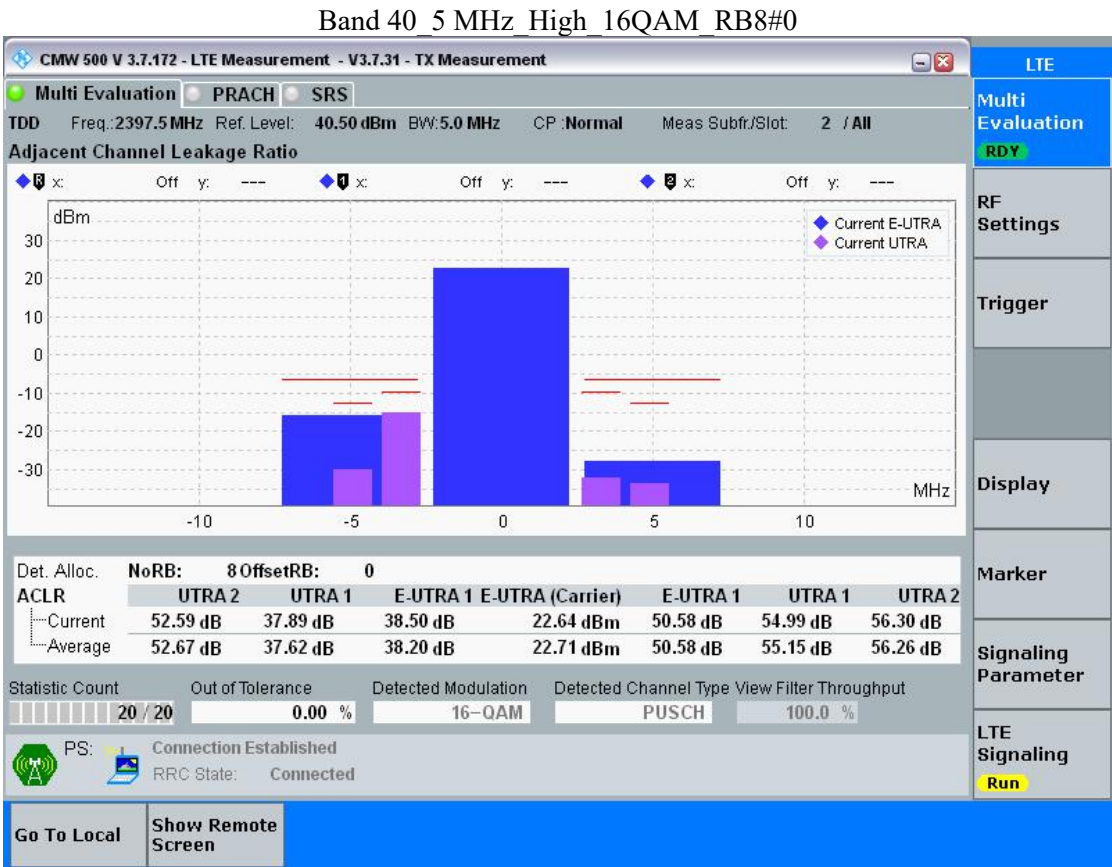 Band 40_5 MHz_High_16QAM_RB8#0
CMW 500 V 3.7.172 - LTE Measurement - V3.7.31 - TX Measurement
LTE
Multi Evaluation PRACH SRS
Multi Evaluation
RDY
TDD Freq.:2397.5 MHz Ref. Level: 40.50 dBm BW:5.0 MHz CP :Normal Meas Subfr./Slot: 2 / All
Adjacent Channel Leakage Ratio
R x: Off y: --- 1 x: Off y: --- 2 x: Off y: ---
dBm
Current E-UTRA
Current UTRA
30
20
10
0
-10
-20
-30
MHz
-10 -5 0 5 10
RF Settings
Trigger
Display
Marker
Signaling Parameter
LTE Signaling
Run
Det. Alloc. NoRB: 8 OffsetRB: 0
ACLR UTRA 2 UTRA 1 E-UTRA 1 E-UTRA (Carrier) E-UTRA 1 UTRA 1 UTRA 2
Current 52.59 dB 37.89 dB 38.50 dB 22.64 dBm 50.58 dB 54.99 dB 56.30 dB
Average 52.67 dB 37.62 dB 38.20 dB 22.71 dBm 50.58 dB 55.15 dB 56.26 dB
Statistic Count Out of Tolerance Detected Modulation Detected Channel Type View Filter Throughput
20 / 20 0.00 % 16-QAM PUSCH 100.0 %
PS: Connection Established
RRC State: Connected
Go To Local Show Remote Screen